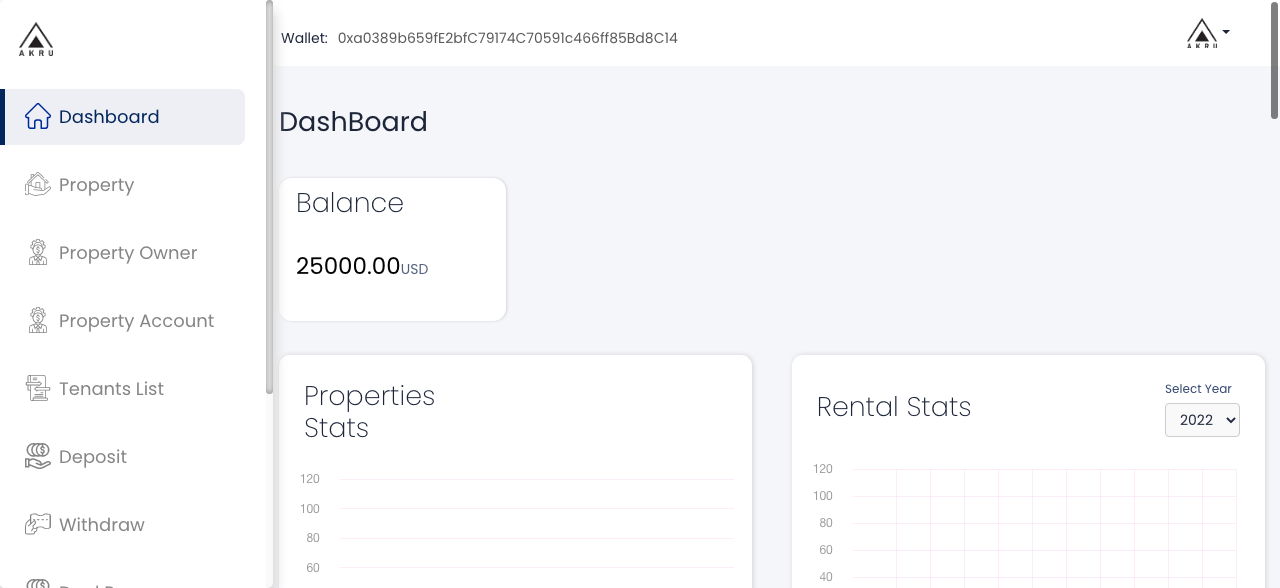 AKRU
Dashboard
Property
Property Owner
Property Account
Tenants List
Deposit
Withdraw
Wallet: 0xa0389b659fE2bfC79174C70591c466ff85Bd8C14
AKRU
DashBoard
Balance
25000.00USD
Properties
Stats
120
100
80
60
Rental Stats
Select Year
2022
120
100
80
60
40